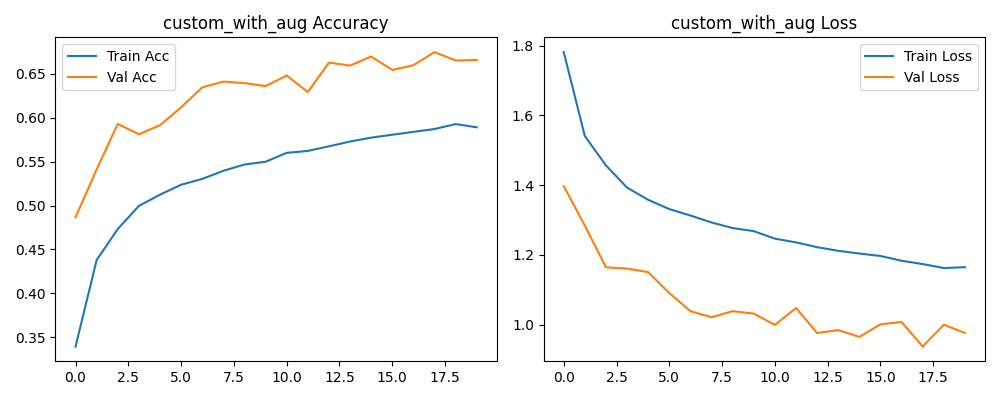 custom_with_aug Accuracy
Train Acc
Val Acc
0.65
0.60
0.55
0.50
0.45
0.40
0.35
0.0 2.5 5.0 7.5 10.0 12.5 15.0 17.5
custom_with_aug Loss
Train Loss
Val Loss
1.8
1.6
1.4
1.2
1.0
0.0 2.5 5.0 7.5 10.0 12.5 15.0 17.5